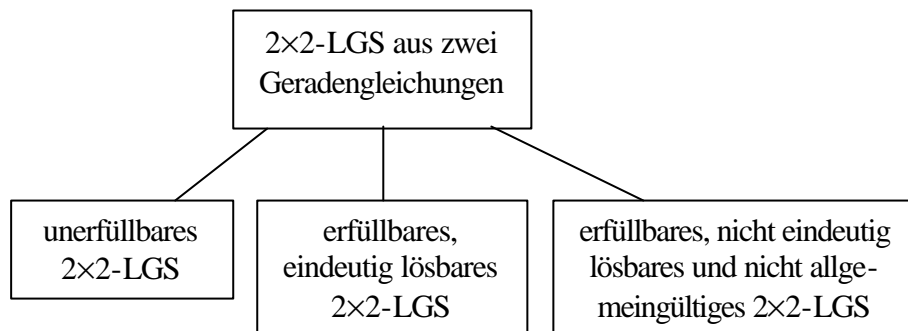 2×2-LGS aus zwei
Geradengleichungen
unerfüllbares
2×2-LGS
erfüllbares,
eindeutig lösbares
2×2-LGS
erfüllbares, nicht eindeutig
lösbares und nicht allge-
meingültiges 2×2-LGS